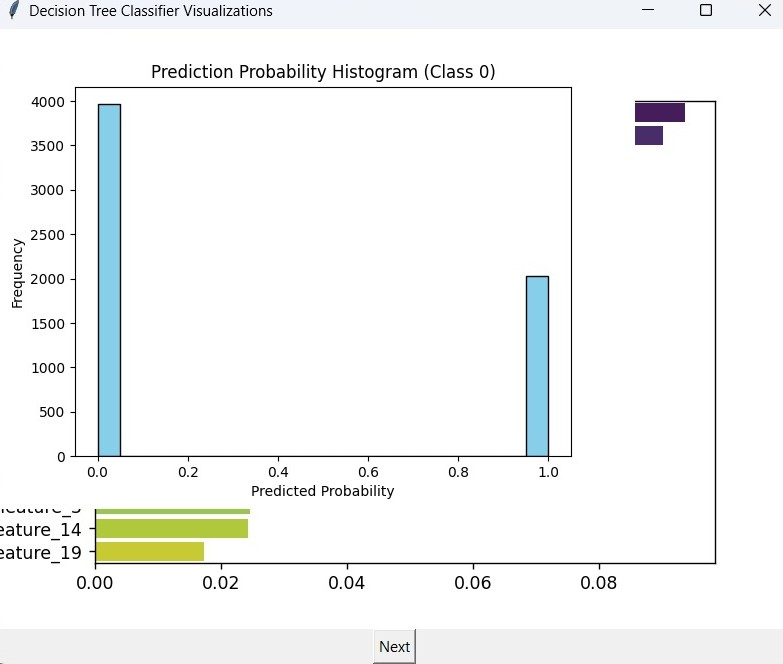 Decision Tree Classifier Visualizations
Prediction Probability Histogram (Class 0)
4000
3500
3000
2500
2000
1500
1000
500
0
Frequency
0.0 0.2 0.4 0.6 0.8 1.0
Predicted Probability
eature_14
eature_19
0.00 0.02 0.04 0.06 0.08
Next